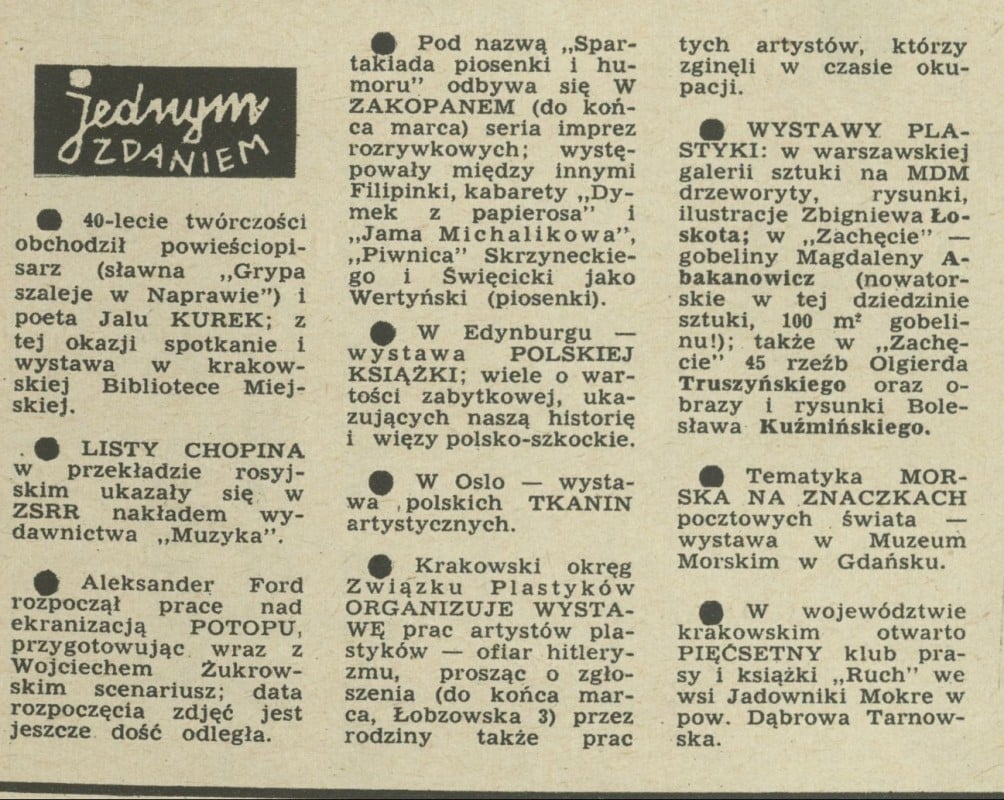 jednym
ZDANIEM
● 40-lecie twórczości
obchodził powieściopi-
sarz (sławna „Grypa
szaleje w Naprawie") i
poeta Jalu KUREK; z
tej okazji spotkanie i
wystawa w krakow-
skiej Bibliotece Miej-
skiej.
● LISTY CHOPINA
w przekładzie rosyj-
skim ukazały się w
ZSRR nakładem wy-
dawnictwa „Muzyka".
● Aleksander Ford
rozpoczął prace nad
ekranizacją POTOPU,
przygotowując wraz z
Wojciechem Żukrow-
skim scenariusz; data
rozpoczęcia zdjęć jest
jeszcze dość odległa.
● Pod nazwą „Spar-
takiada piosenki i hu-
moru" odbywa się W
ZAKOPANEM (do koń-
ca marca) seria imprez
rozrywkowych; wystę-
powały między innymi
Filipinki, kabarety „Dy-
mek z papierosa" i
„Jama Michalikowa",
„Piwnica" Skrzyneckie-
go i Święcicki jako
Wertyński (piosenki).
● W Edynburgu —
wystawa POLSKIEJ
KSIĄŻKI; wiele o war-
tości zabytkowej, uka-
zujących naszą historię
i więzy polsko-szkockie.
● W Oslo — wysta-
wa polskich TKANIN
artystycznych.
● Krakowski okręg
Związku Plastyków
ORGANIZUJE WYSTA-
WĘ prac artystów pla-
styków — ofiar hitlery-
zmu, prosząc o zgło-
szenia (do końca mar-
ca, Łobzowska 3) przez
rodziny także prac
tych artystów, którzy
zginęli w czasie oku-
pacji.
● WYSTAWY PLA-
STYKI: w warszawskiej
galerii sztuki na MDM
drzeworyty, rysunki,
ilustracje Zbigniewa Ło-
skota; w „Zachęcie" —
gobeliny Magdaleny A-
bakanowicz (nowator-
skie w tej dziedzinie
sztuki, 100 m² gobeli-
nu!); także w „Zachę-
cie" 45 rzeźb Olgierda
Truszyńskiego oraz o-
brazy i rysunki Bole-
sława Kuźmińskiego.
● Tematyka MOR-
SKA NA ZNACZKACH
pocztowych świata —
wystawa w Muzeum
Morskim w Gdańsku.
● W województwie
krakowskim otwarto
PIĘĆSETNY klub pra-
sy i książki „Ruch" we
wsi Jadowniki Mokre w
pow. Dąbrowa Tarnow-
ska.